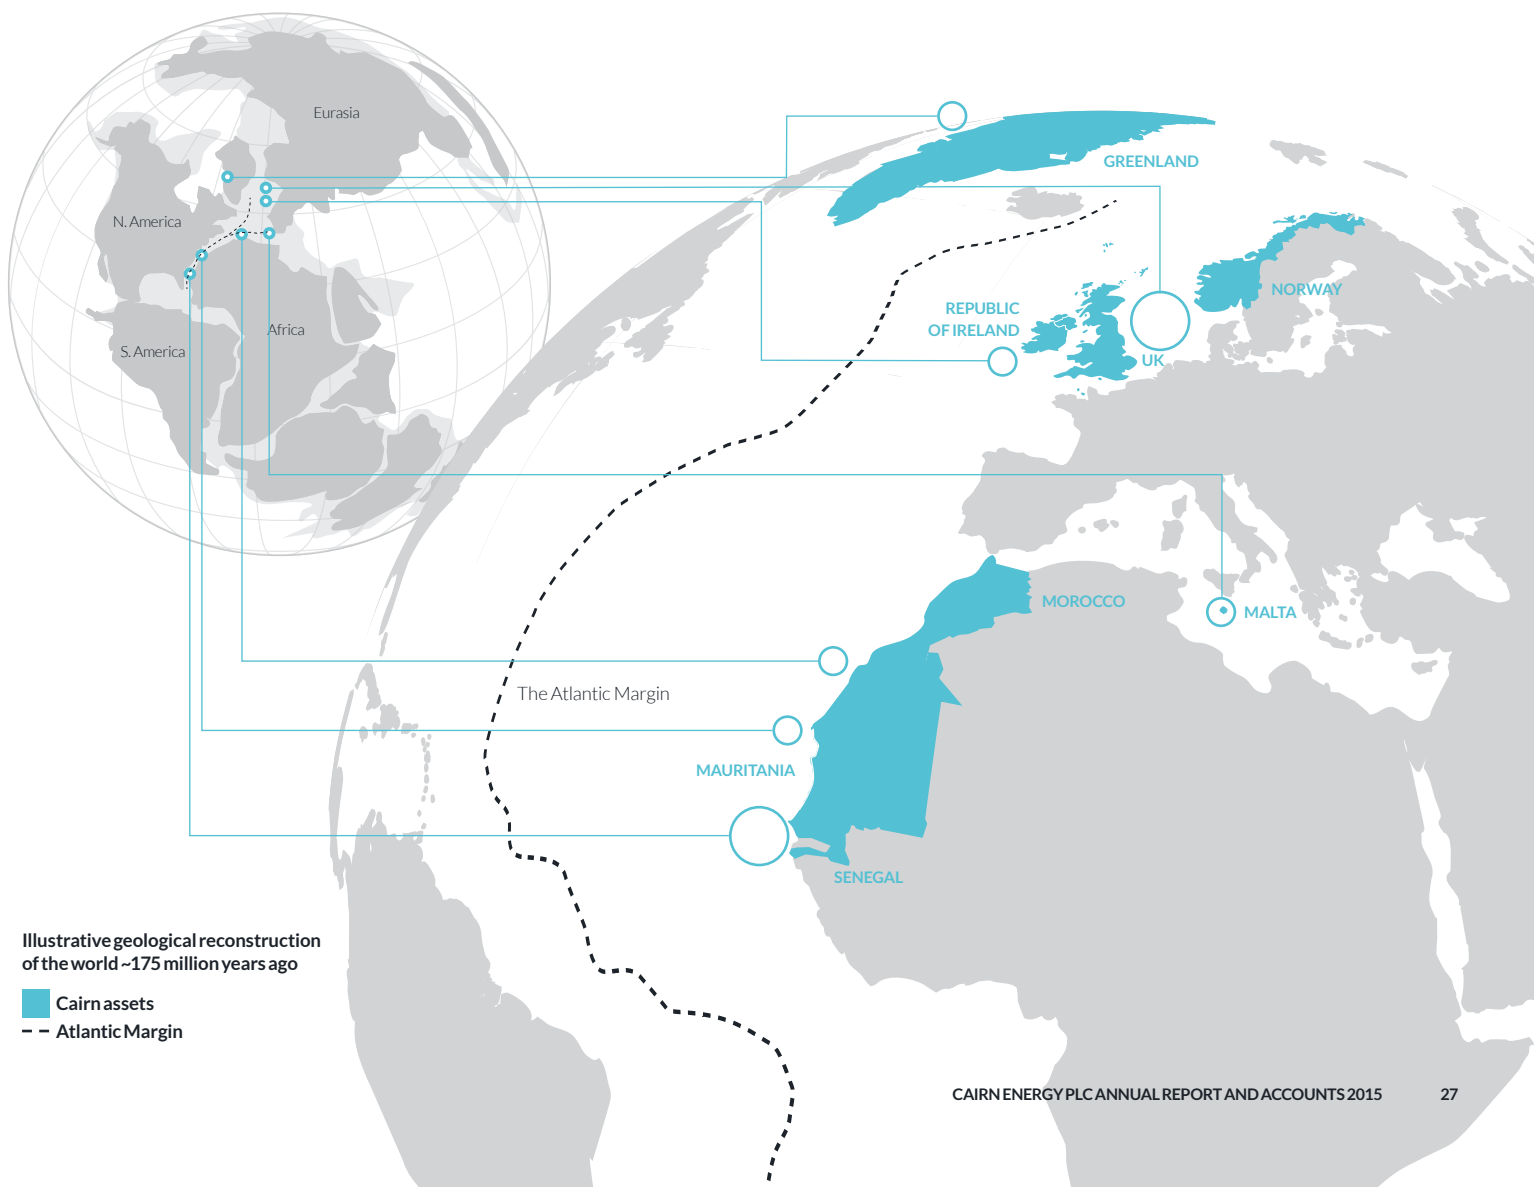 Eurasia
N. America
Africa
S. America
GREENLAND
NORWAY
REPUBLIC
OF IRELAND
UK
MOROCCO
MALTA
The Atlantic Margin
MAURITANIA
SENEGAL
Illustrative geological reconstruction
of the world ~175 million years ago
Cairn assets
Atlantic Margin
CAIRN ENERGY PLC ANNUAL REPORT AND ACCOUNTS 2015 27